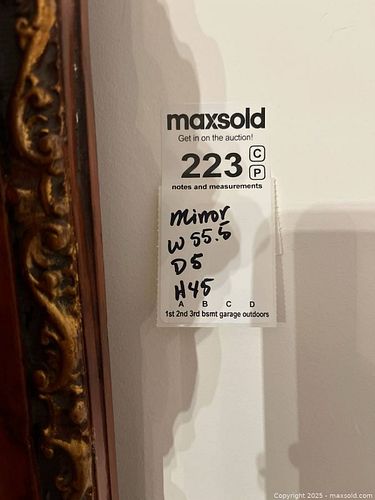 maxsold
Get in on the auction!
223 C
P
notes and measurements
Mirror
W 55.5
D5
H45
A B C D
1st 2nd 3rd bsmt garage outdoors
Copyright 2025 - maxsold.com